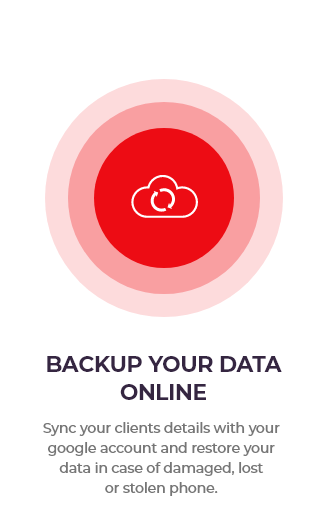 BACKUP YOUR DATA
ONLINE
Sync your clients details with your
google account and restore your
data in case of damaged, lost
or stolen phone.